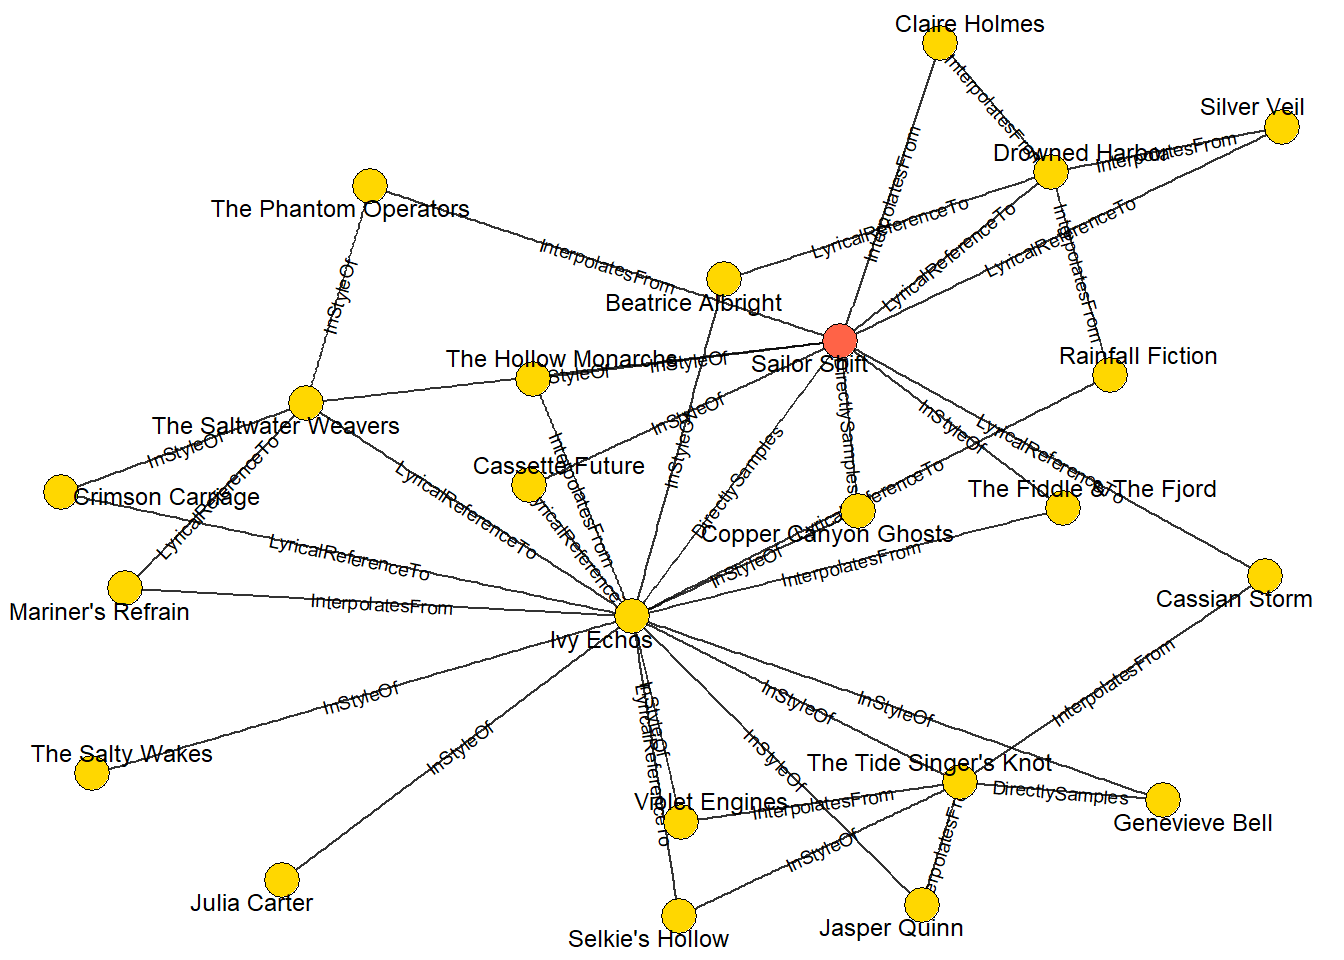 Claire Holmes
InterpolatesFrom
Silver Veil
Drowned Harbor
InterpolatesFrom
InterpolatesFrom
The Phantom Operators
LyricalReferenceTo
LyricalReferenceTo
LyricalReferenceTo
InterpolatesFrom
InterpolatesFrom
InStyleOf
Beatrice Albright
Sailor Shift
The Hollow Monarchs
InStyleOf
InStyleOf
Rainfall Fiction
DirectlySamples
InStyleOf
InStyleOf
LyricalReferenceTo
The Saltwater Weavers
InStyleOf
LyricalReferenceTo
InStyleOf
Cassette Future
InterpolatesFrom
LyricalReferenceTo
DirectlySamples
LyricalReferenceTo
The Fiddle & The Fjord
Crimson Carnage
LyricalReferenceTo
Copper Canyon Ghosts
LyricalReferenceTo
InStyleOf
InterpolatesFrom
Mariner's Refrain
InterpolatesFrom
Cassian Storm
Ivy Echos
InterpolatesFrom
InStyleOf
InStyleOf
InStyleOf
InStyleOf
LyricalReferenceTo
InStyleOf
InStyleOf
The Salty Wakes
The Tide Singer's Knot
DirectlySamples
Violet Engines
InterpolatesFrom
Genevieve Bell
InStyleOf
InterpolatesFrom
Julia Carter
Jasper Quinn
Selkie's Hollow